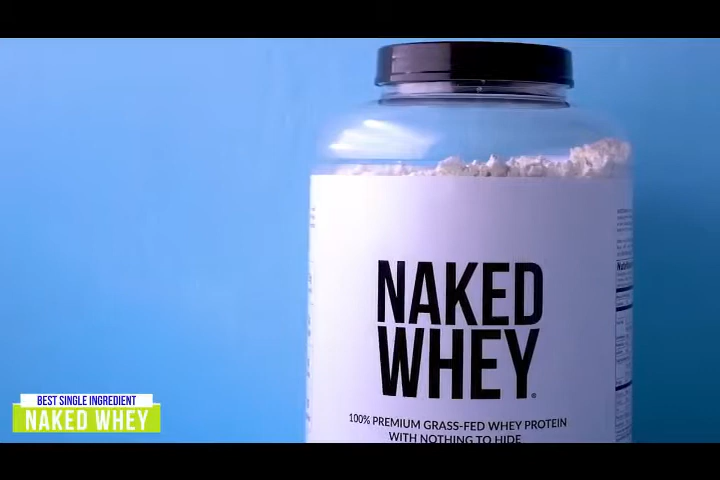 NAKED
WHEY®
100% PREMIUM GRASS-FED WHEY PROTEIN
WITH NOTHING TO HIDE
BEST SINGLE INGREDIENT
NAKED WHEY